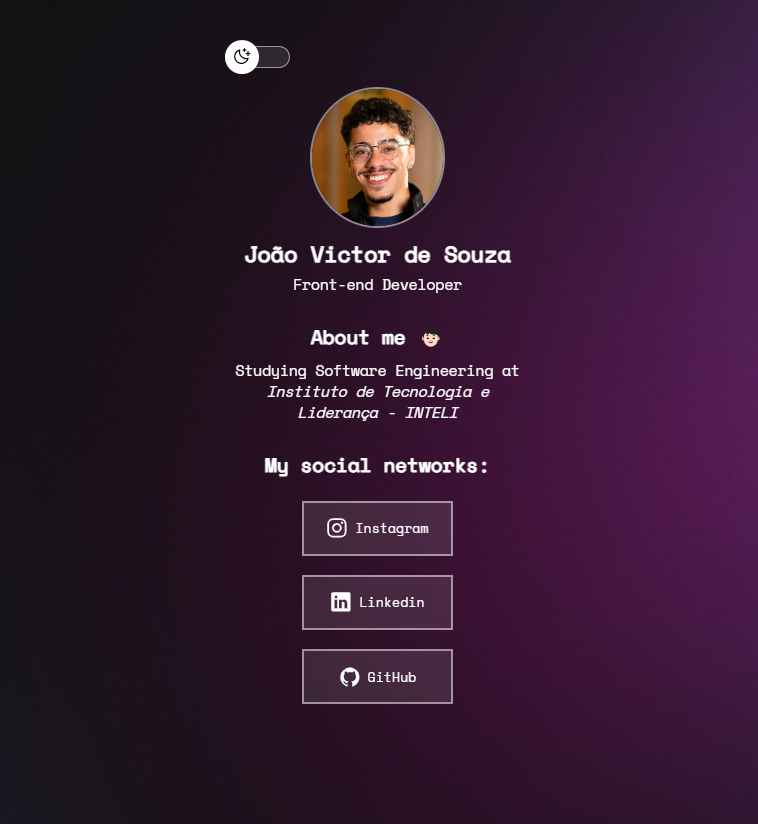 João Victor de Souza
Front-end Developer
About me
Studying Software Engineering at
Instituto de Tecnologia e
Liderança - INTELI
My social networks:
Instagram
Linkedin
GitHub